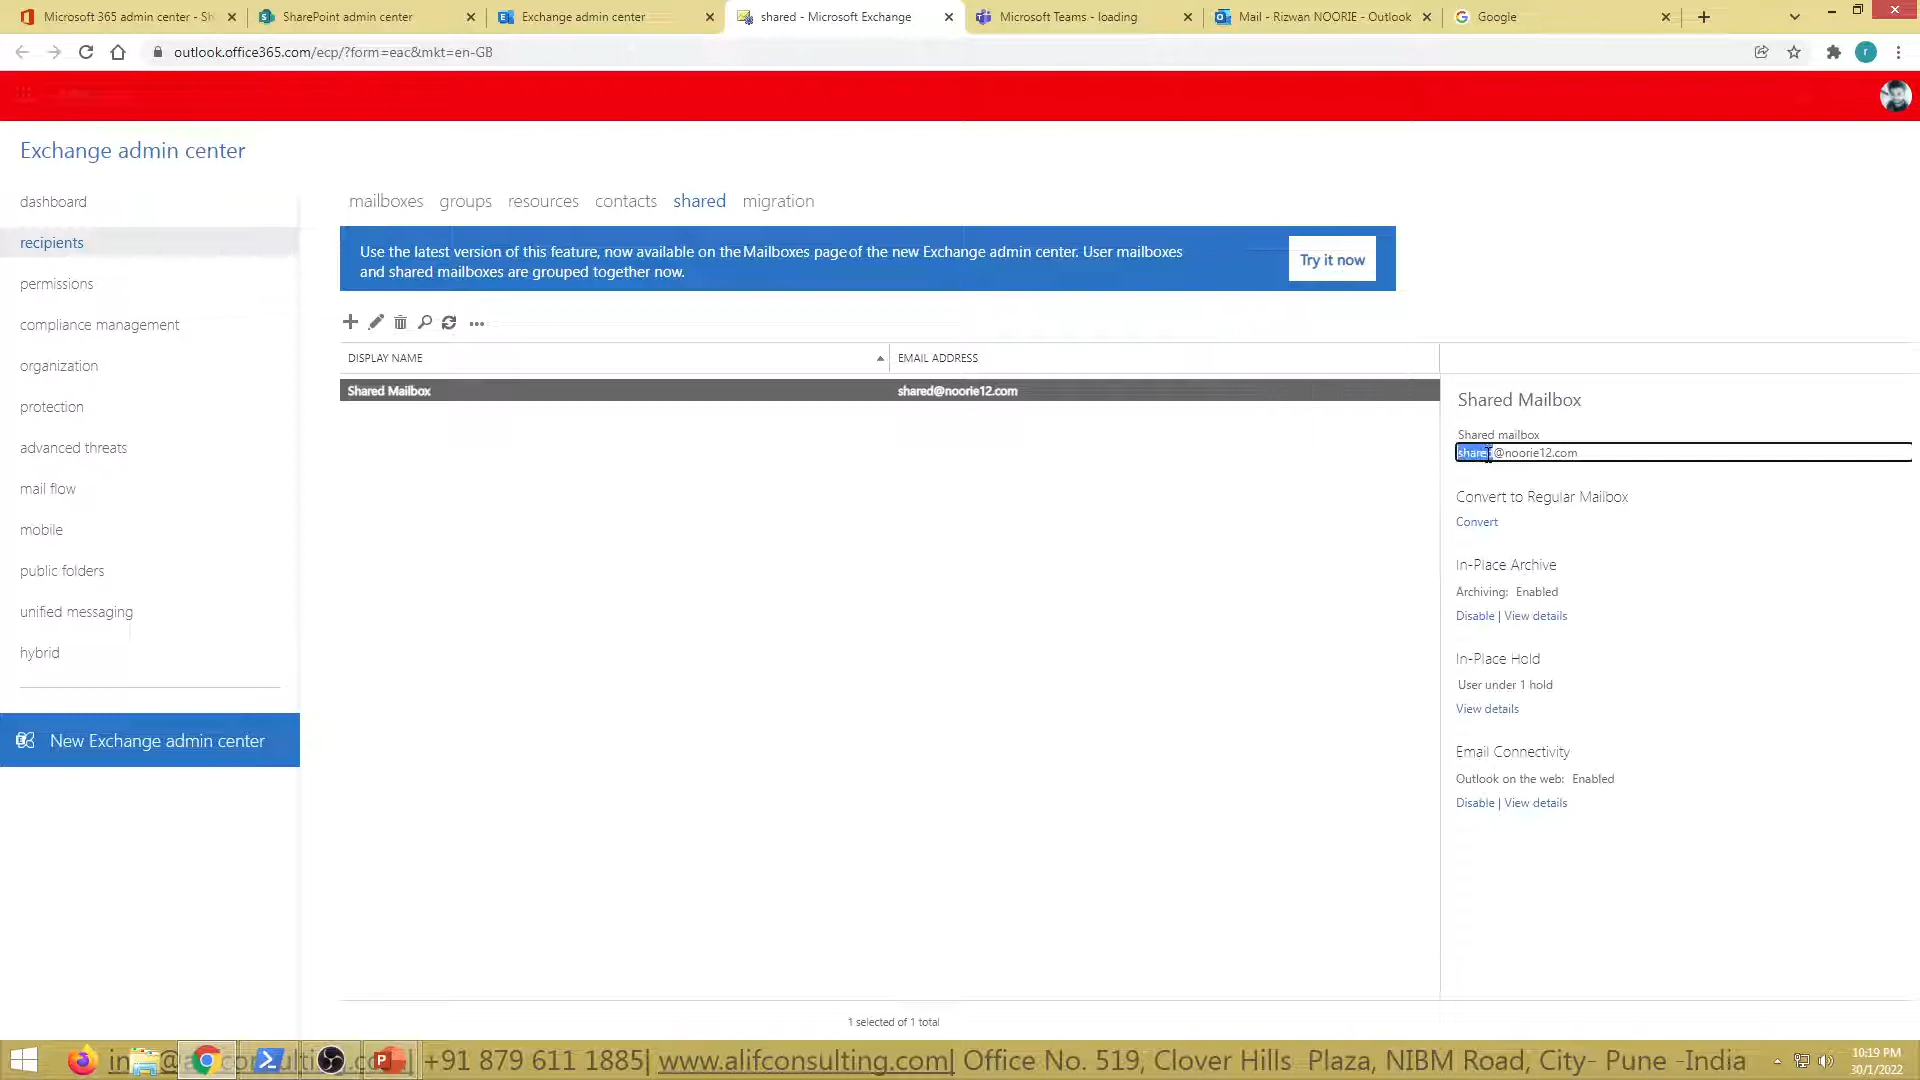 Microsoft 365 admin center - Sh
SharePoint admin center
Exchange admin center
shared - Microsoft Exchange
Microsoft Teams - loading
Mail - Rizwan NOORIE - Outlook
Google
outlook.office365.com/ecp/?form=eac&mkt=en-GB
r
Exchange admin center
dashboard
recipients
permissions
compliance management
organization
protection
advanced threats
mail flow
mobile
public folders
unified messaging
hybrid
New Exchange admin center
mailboxes groups resources contacts shared migration
Use the latest version of this feature, now available on the Mailboxes page of the new Exchange admin center. User mailboxes
and shared mailboxes are grouped together now.
Try it now
DISPLAY NAME
EMAIL ADDRESS
Shared Mailbox
shared@noorie12.com
Shared Mailbox
Shared mailbox
shared@noorie12.com
Convert to Regular Mailbox
Convert
In-Place Archive
Archiving: Enabled
Disable | View details
In-Place Hold
User under 1 hold
View details
Email Connectivity
Outlook on the web: Enabled
Disable | View details
1 selected of 1 total
+91 879 611 1885| www.alifconsulting.com| Office No. 519, Clover Hills Plaza, NIBM Road, City- Pune -India
10:19 PM
30/1/2022